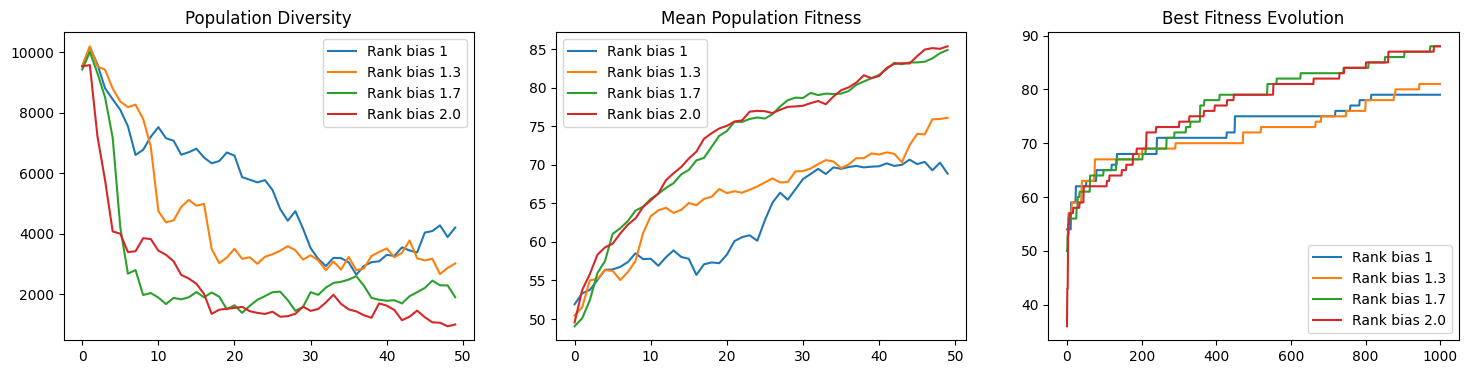 Population Diversity
10000
8000
6000
4000
2000
0
10
20
30
40
50
Rank bias 1
Rank bias 1.3
Rank bias 1.7
Rank bias 2.0
Mean Population Fitness
85
80
75
70
65
60
55
50
0
10
20
30
40
50
Rank bias 1
Rank bias 1.3
Rank bias 1.7
Rank bias 2.0
Best Fitness Evolution
90
80
70
60
50
40
0
200
400
600
800
1000
Rank bias 1
Rank bias 1.3
Rank bias 1.7
Rank bias 2.0